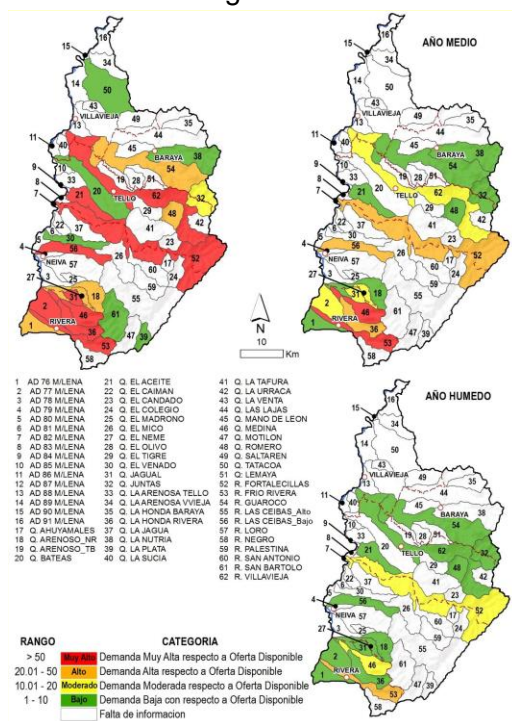 AÑO MEDIO
VILLAVIEJA
BARAYA
TELLO
NEIVA
RIVERA
VILLAVIEJA
BARAYA
TELLO
NEIVA
RIVERA
N
10
Km
AÑO HUMEDO
VILLAVIEJA
BARAYA
TELLO
NEIVA
RIVERA
1 AD 76 M/LENA
2 AD 77 M/LENA
3 AD 78 M/LENA
4 AD 79 M/LENA
5 AD 80 M/LENA
6 AD 81 M/LENA
7 AD 82 M/LENA
8 AD 83 M/LENA
9 AD 84 M/LENA
10 AD 85 M/LENA
11 AD 86 M/LENA
12 AD 87 M/LENA
13 AD 88 M/LENA
14 AD 89 M/LENA
15 AD 90 M/LENA
16 AD 91 M/LENA
17 Q. AHUYAMALES
18 Q. ARENOSO_NR
19 Q. ARENOSO_TB
20 Q. BATEAS
21 Q. EL ACEITE
22 Q. EL CAIMAN
23 Q. EL CANDADO
24 Q. EL COLEGIO
25 Q. EL MADRONO
26 Q. EL MICO
27 Q. EL NEME
28 Q. EL OLIVO
29 Q. EL TIGRE
30 Q. EL VENADO
31 Q. JAGUAL
32 Q. JUNTAS
33 Q. LA ARENOSA TELLO
34 Q. LA ARENOSA VVIEJA
35 Q. LA HONDA BARAYA
36 Q. LA HONDA RIVERA
37 Q. LA JAGUA
38 Q. LA NUTRIA
39 Q. LA PLATA
40 Q. LA SUCIA
41 Q. LA TAFURA
42 Q. LA URRACA
43 Q. LA VENTA
44 Q. LAS LAJAS
45 Q. MANO DE LEON
46 Q. MEDINA
47 Q. MOTILON
48 Q. ROMERO
49 Q. SALTAREN
50 Q. TATACOA
51 Q. LEMAYA
52 R. FORTALECILLAS
53 R. FRIO RIVERA
54 R. GUAROCO
55 R. LAS CEIBAS_Alto
56 R. LAS CEIBAS_Bajo
57 R. LORO
58 R. NEGRO
59 R. PALESTINA
60 R. SAN ANTONIO
61 R. SAN BARTOLO
62 R. VILLAVIEJA
RANGO CATEGORIA
> 50 Muy Alto Demanda Muy Alta respecto a Oferta Disponible
20.01 - 50 Alto Demanda Alta respecto a Oferta Disponible
10.01 - 20 Moderado Demanda Moderada respecto a Oferta Disponible
1 - 10 Bajo Demanda Baja con respecto a Oferta Disponible
Falta de informacion